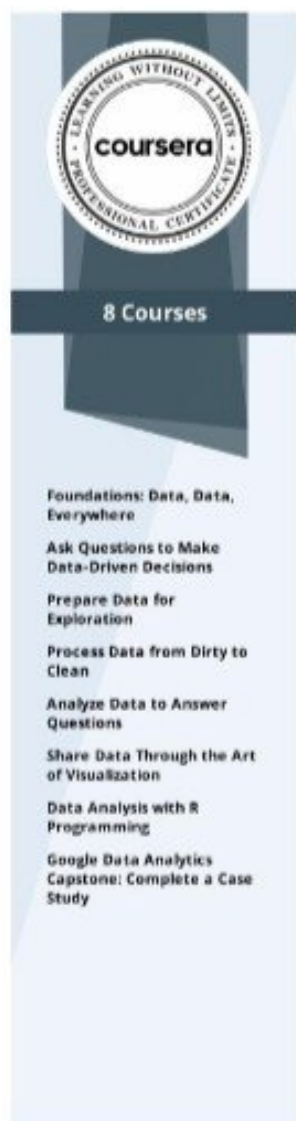 LEARNING WITHOUT LIMITS
coursera
PROFESSIONAL CERTIFICATE
8 Courses
Foundations: Data, Data,
Everywhere
Ask Questions to Make
Data-Driven Decisions
Prepare Data for
Exploration
Process Data from Dirty to
Clean
Analyze Data to Answer
Questions
Share Data Through the Art
of Visualization
Data Analysis with R
Programming
Google Data Analytics
Capstone: Complete a Case
Study